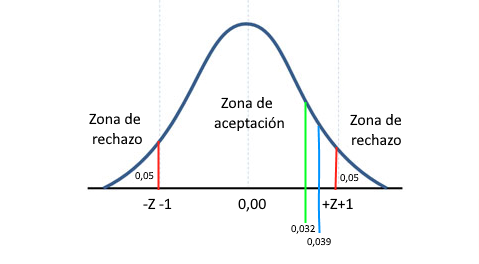 Zona de
aceptación
Zona de
rechazo
Zona de
rechazo
0,05
0,05
-Z -1
0,00
+Z+1
0,032
0,039